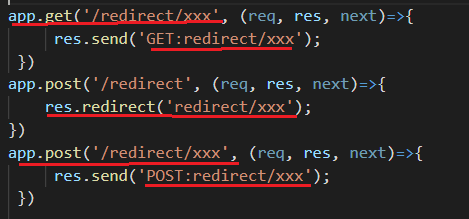 app.get('/redirect/xxx', (req, res, next)=>{
res.send('GET:redirect/xxx');
})
app.post('/redirect', (req, res, next)=>{
res.redirect('redirect/xxx');
})
app.post('/redirect/xxx', (req, res, next)=>{
res.send('POST:redirect/xxx');
})